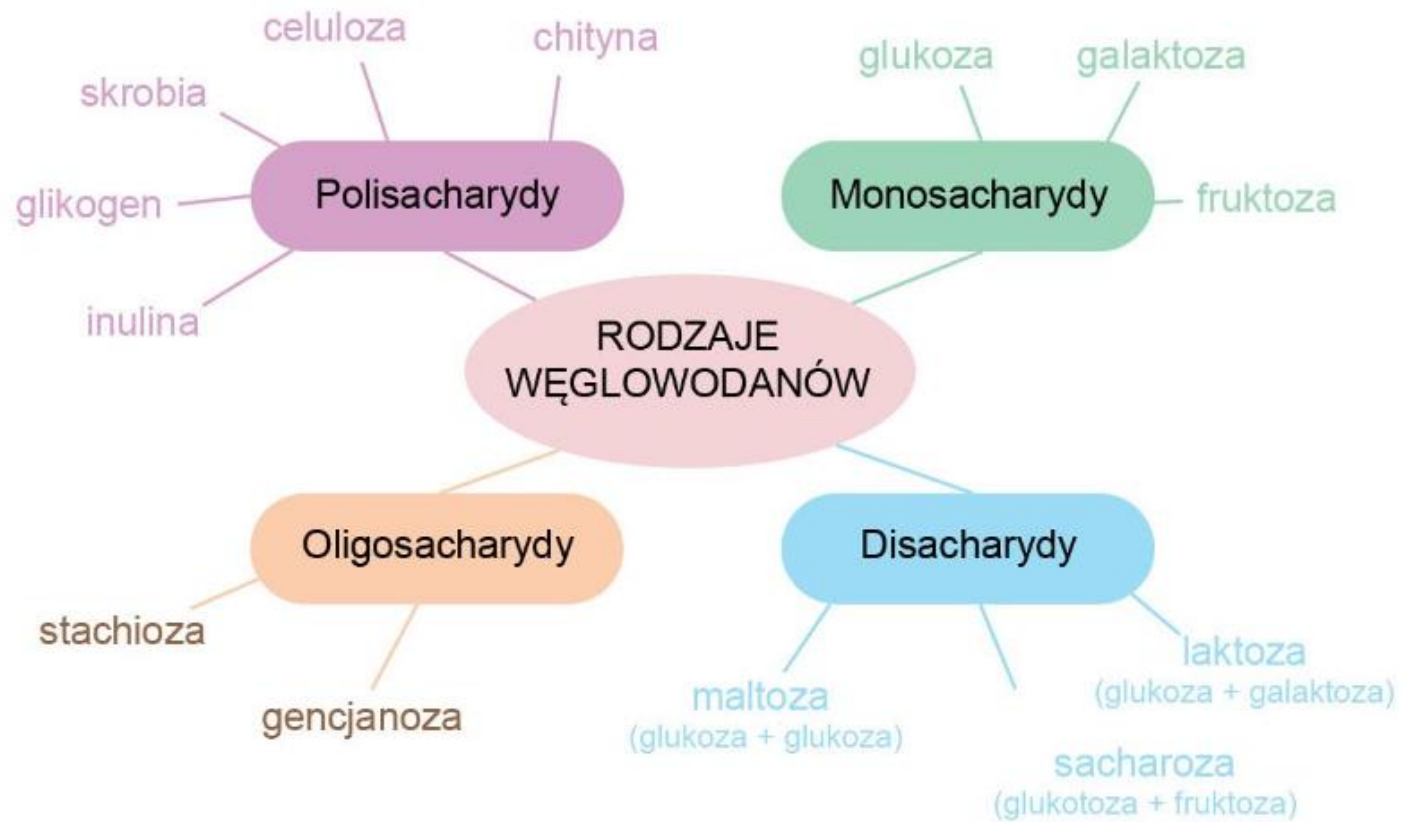 celuloza
chityna
skrobia
glikogen
inulina
Polisacharydy
glukoza
galaktoza
fruktoza
Monosacharydy
RODZAJE
WĘGLOWODANÓW
Oligosacharydy
stachioza
gencjanoza
Disacharydy
maltoza
(glukoza + glukoza)
laktoza
(glukoza + galaktoza)
sacharoza
(glukotoza + fruktoza)